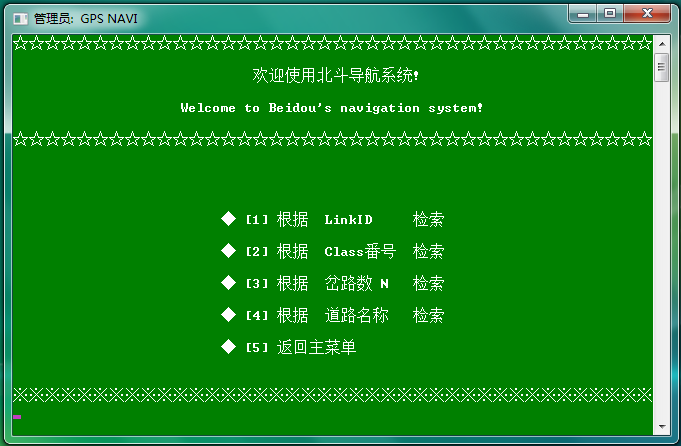 管理员: GPS NAVI
☆☆☆☆☆☆☆☆☆☆☆☆☆☆☆☆☆☆☆☆☆☆☆☆☆☆☆☆☆☆☆☆☆☆☆☆☆☆☆☆
欢迎使用北斗导航系统!
Welcome to Beidou's navigation system!
☆☆☆☆☆☆☆☆☆☆☆☆☆☆☆☆☆☆☆☆☆☆☆☆☆☆☆☆☆☆☆☆☆☆☆☆☆☆☆☆
◆ [1] 根据 LinkID 检索
◆ [2] 根据 Class番号 检索
◆ [3] 根据 岔路数 N 检索
◆ [4] 根据 道路名称 检索
◆ [5] 返回主菜单
※※※※※※※※※※※※※※※※※※※※※※※※※※※※※※※※※※※※※※※※